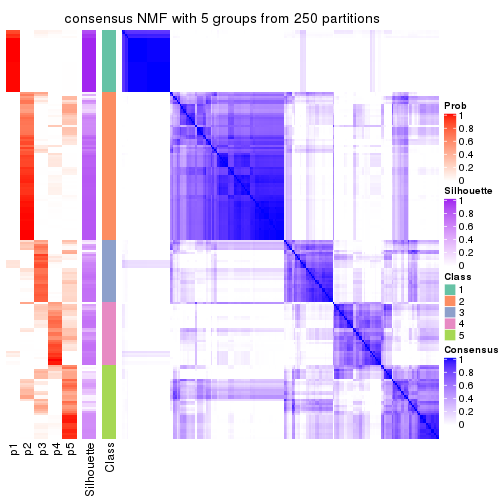 consensus NMF with 5 groups from 250 partitions
Prob
1
0.8
0.6
0.4
0.2
0
Silhouette
1
0.8
0.6
0.4
0.2
0
Class
1
2
3
4
5
Consensus
1
0.8
0.6
0.4
0.2
0
p1
p2
p3
p4
p5
Silhouette
Class